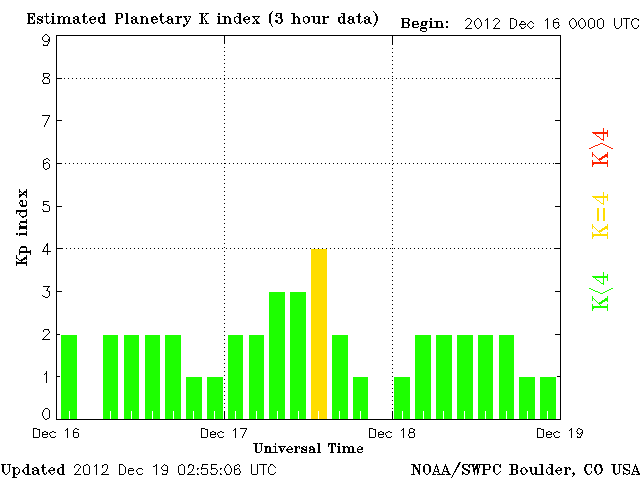 Estimated Planetary K index (3 hour data)
Begin: 2012 Dec 16 0000 UTC
9
8
7
6
5
4
3
2
1
0
Kp index
K>4
K=4
K<4
Dec 16
Dec 17
Dec 18
Dec 19
Universal Time
Updated 2012 Dec 19 02:55:06 UTC
NOAA/SWPC Boulder, CO USA